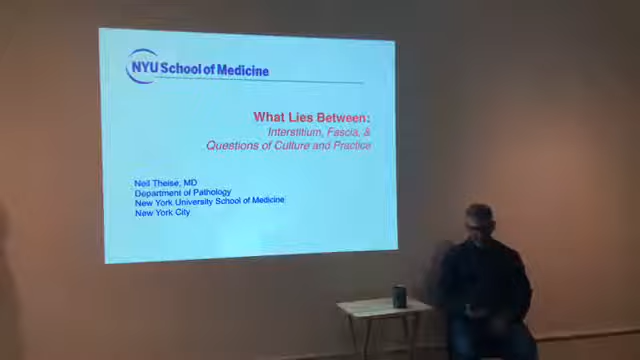 NYU School of Medicine
What Lies Between:
Interstitium, Fascia, &
Questions of Culture and Practice
Neil Theise, MD
Department of Pathology
New York University School of Medicine
New York City